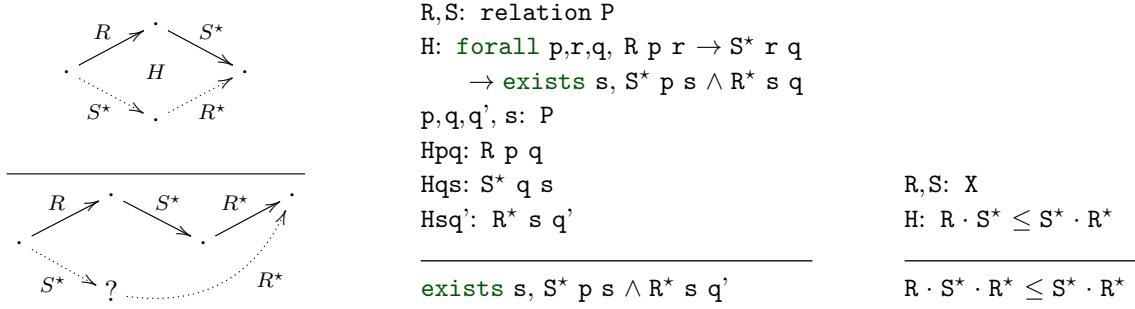 R S⋆
H
S⋆ R⋆
R S⋆ R⋆
S⋆ ? R⋆
R,S: relation P
H: forall p,r,q, R p r → S⋆ r q
→ exists s, S⋆ p s ∧ R⋆ s q
p,q,q', s: P
Hpq: R p q
Hqs: S⋆ q s
Hsq': R⋆ s q'
exists s, S⋆ p s ∧ R⋆ s q'
R,S: X
H: R · S⋆ ≤ S⋆ · R⋆
R · S⋆ · R⋆ ≤ S⋆ · R⋆